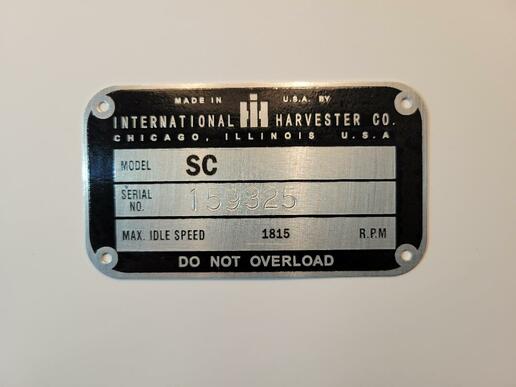 MADE IN IH U.S.A. BY
INTERNATIONAL HARVESTER CO.
CHICAGO, ILLINOIS U.S.A
MODEL SC
SERIAL NO. 159325
MAX. IDLE SPEED 1815 R.P.M
DO NOT OVERLOAD